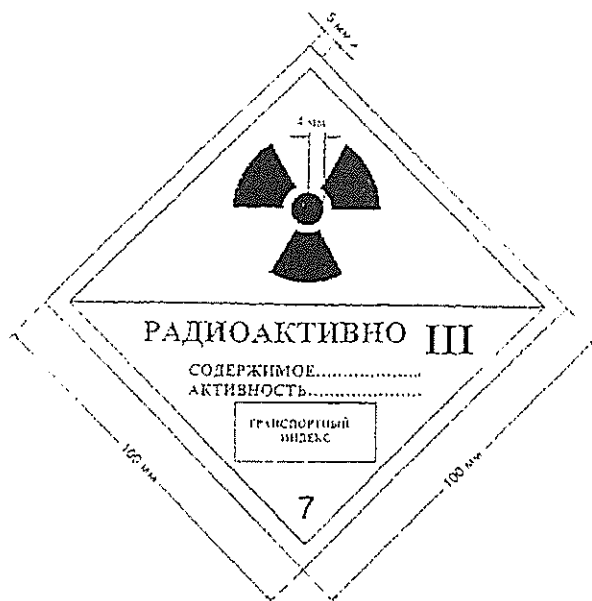 5 мм
4 мм
РАДИОАКТИВНО III
СОДЕРЖИМОЕ....................
АКТИВНОСТЬ.....................
ТРАНСПОРТНЫЙ
ИНДЕКС
100 мм
100 мм
7